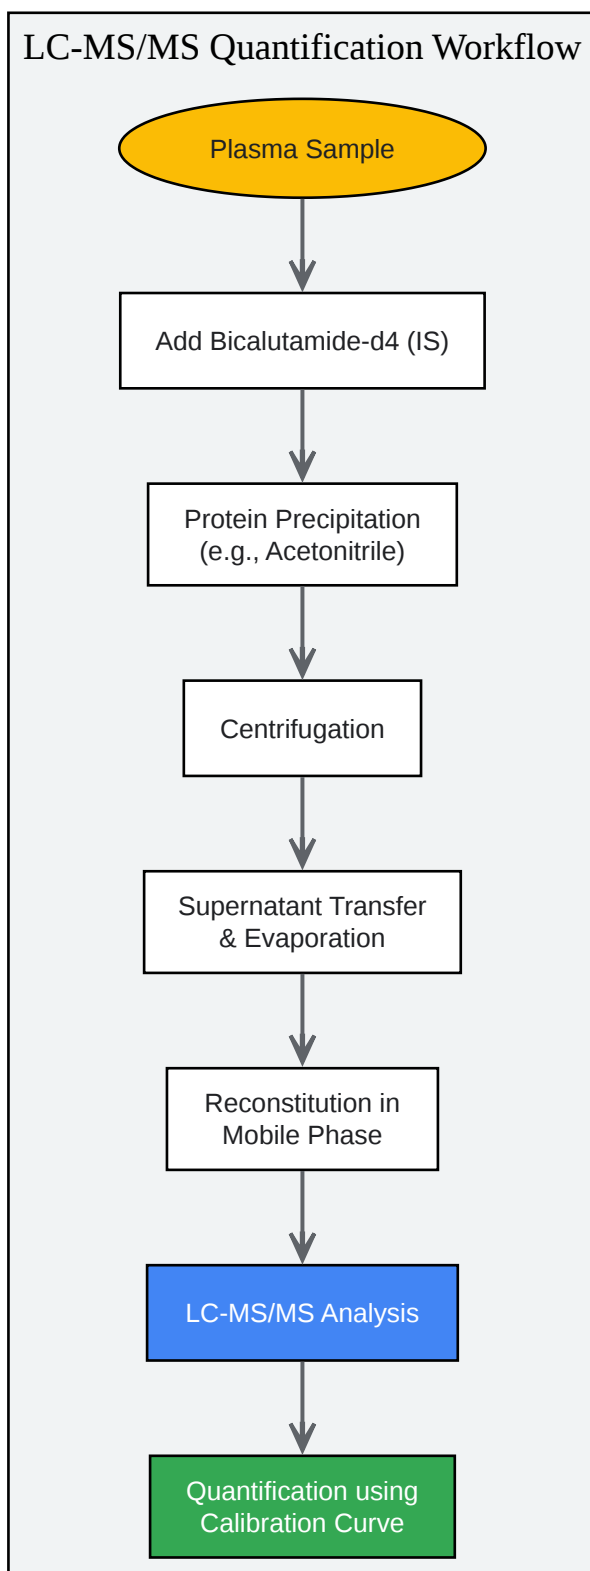 LC-MS/MS Quantification Workflow
Plasma Sample
Add Bicalutamide-d4 (IS)
Protein Precipitation
(e.g., Acetonitrile)
Centrifugation
Supernatant Transfer
& Evaporation
Reconstitution in
Mobile Phase
LC-MS/MS Analysis
Quantification using
Calibration Curve